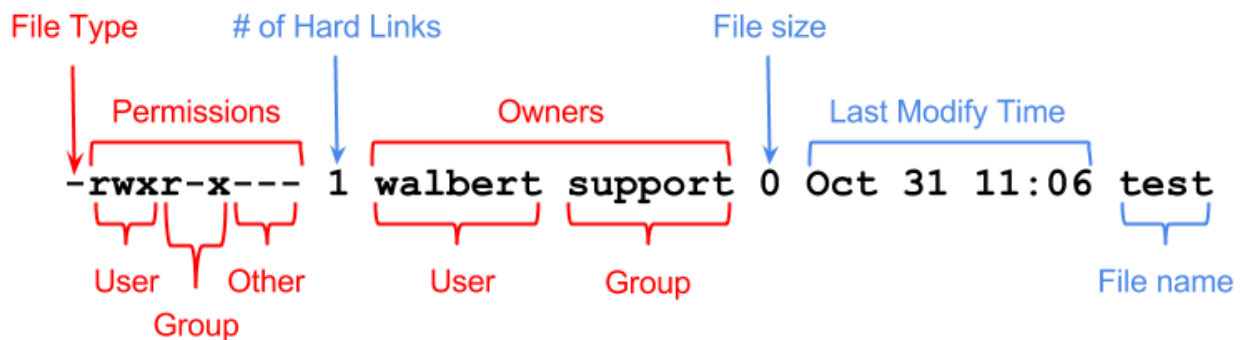 File Type # of Hard Links File size
Permissions Owners Last Modify Time
-rwxr-x--- 1 walbert support 0 Oct 31 11:06 test
User Other User Group File name
Group